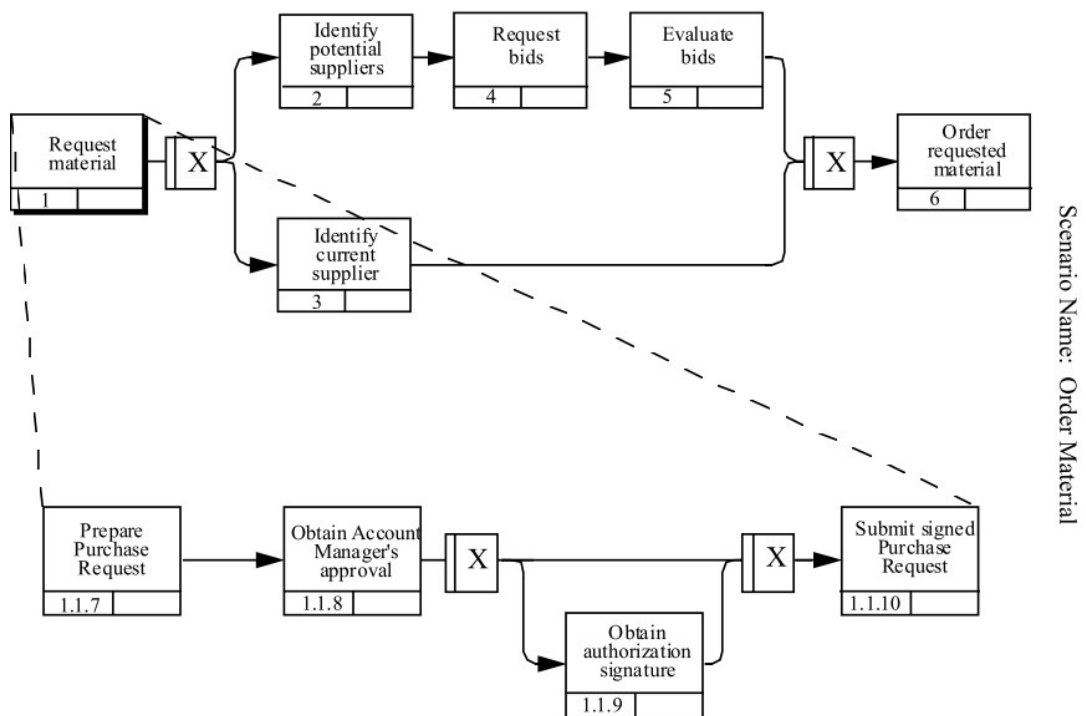 Identify
potential
suppliers
2
Request
bids
4
Evaluate
bids
5
Request
material
1
X
X
Order
requested
material
6
Identify
current
supplier
3
Scenario Name: Order Material
Prepare
Purchase
Request
1.1.7
Obtain Account
Manager's
approval
1.1.8
X
X
Submit signed
Purchase
Request
1.1.10
Obtain
authorization
signature
1.1.9